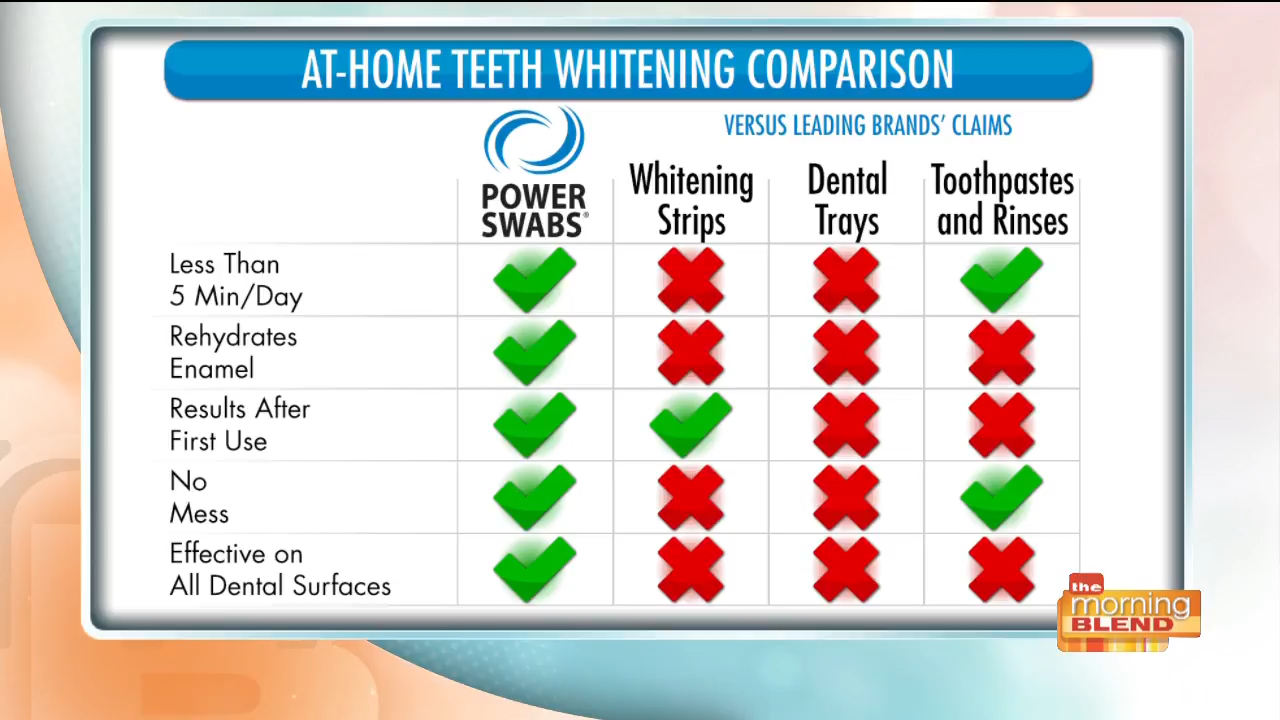 AT-HOME TEETH WHITENING COMPARISON
VERSUS LEADING BRANDS' CLAIMS
POWER
SWABS®
Whitening
Strips
Dental
Trays
Toothpastes
and Rinses
Less Than
5 Min/Day
Rehydrates
Enamel
Results After
First Use
No
Mess
Effective on
All Dental Surfaces
the
morning
BLEND